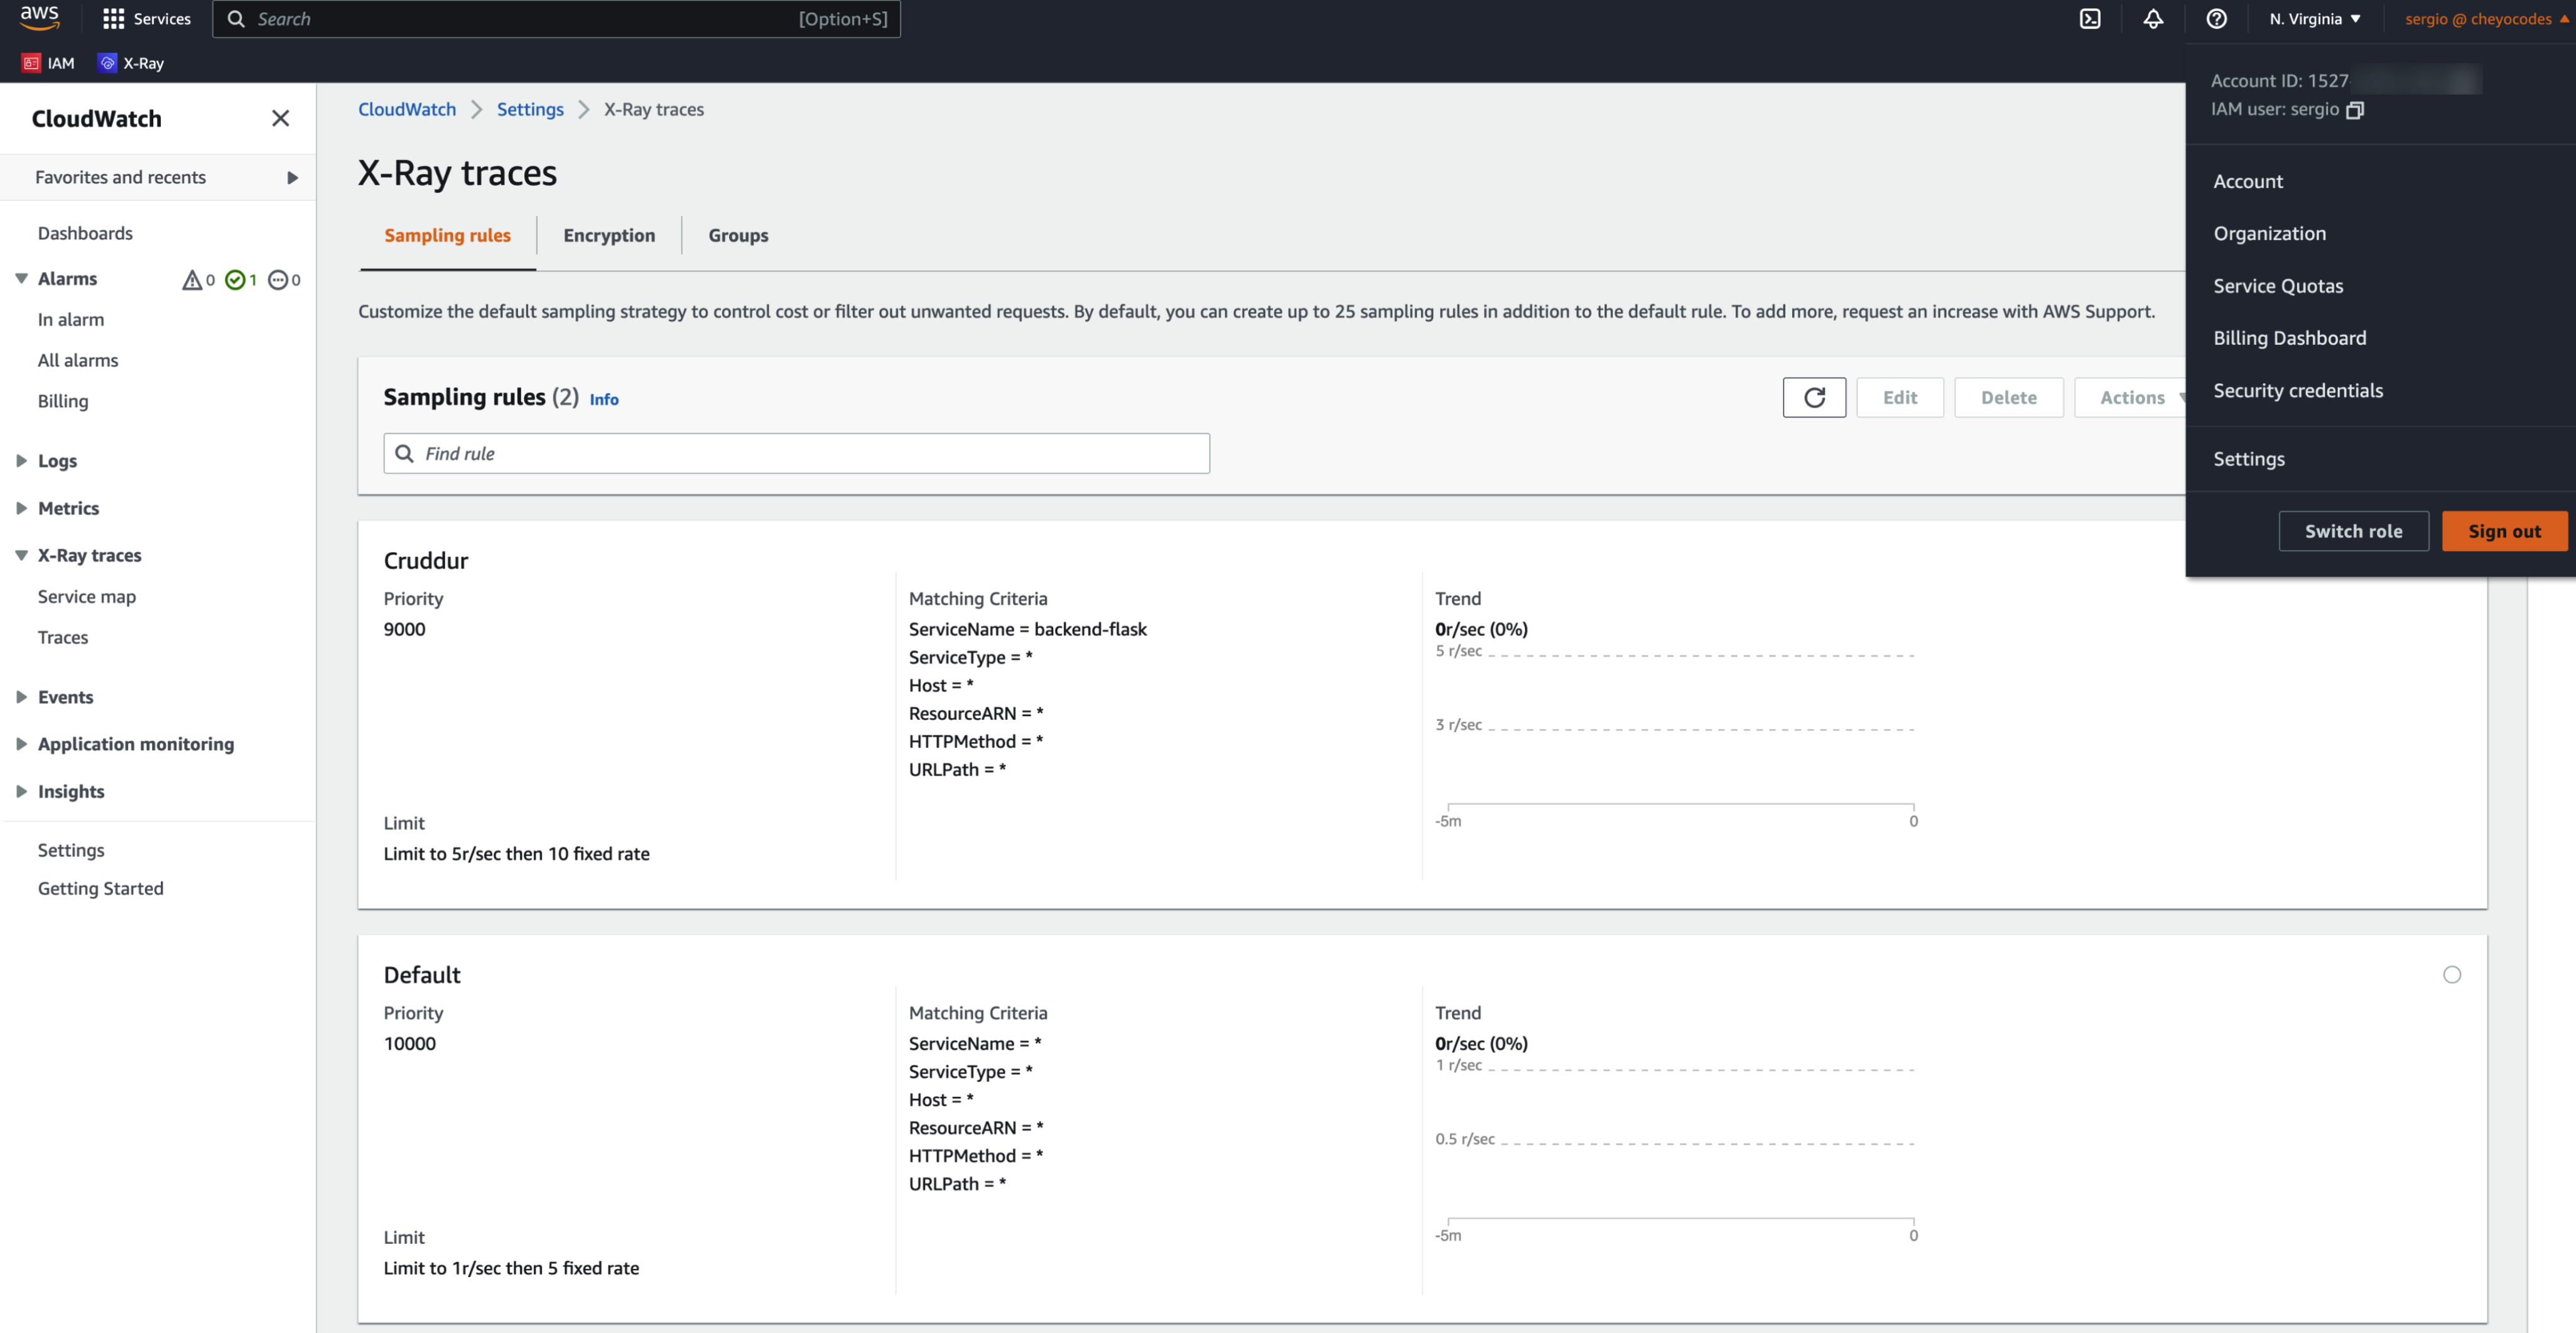 aws
Services
Search
[Option+S]
N. Virginia
sergio @ cheyocodes
IAM
X-Ray
Account ID: 1527
IAM user: sergio
Account
Organization
Service Quotas
Billing Dashboard
Security credentials
Settings
Switch role
Sign out
CloudWatch
Favorites and recents
Dashboards
Alarms
0
1
0
In alarm
All alarms
Billing
Logs
Metrics
X-Ray traces
Service map
Traces
Events
Application monitoring
Insights
Settings
Getting Started
CloudWatch
Settings
X-Ray traces
X-Ray traces
Sampling rules
Encryption
Groups
Customize the default sampling strategy to control cost or filter out unwanted requests. By default, you can create up to 25 sampling rules in addition to the default rule. To add more, request an increase with AWS Support.
Sampling rules (2) Info
Edit
Delete
Actions
Find rule
Cruddur
Priority
9000
Limit
Limit to 5r/sec then 10 fixed rate
Matching Criteria
ServiceName = backend-flask
ServiceType = *
Host = *
ResourceARN = *
HTTPMethod = *
URLPath = *
Trend
0r/sec (0%)
5 r/sec
3 r/sec
-5m
0
Default
Priority
10000
Limit
Limit to 1r/sec then 5 fixed rate
Matching Criteria
ServiceName = *
ServiceType = *
Host = *
ResourceARN = *
HTTPMethod = *
URLPath = *
Trend
0r/sec (0%)
1 r/sec
0.5 r/sec
-5m
0